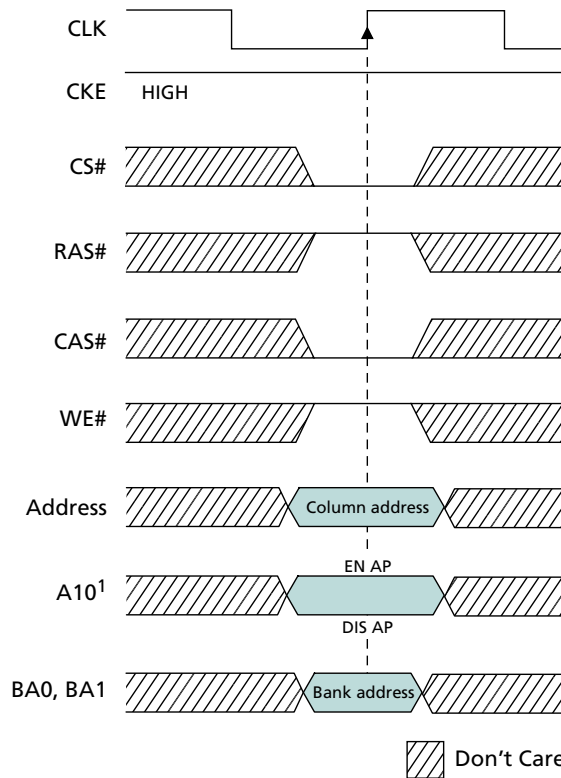 CLK
CKE HIGH
CS#
RAS#
CAS#
WE#
Address Column address
EN AP
A10¹
DIS AP
BA0, BA1 Bank address
Don't Care